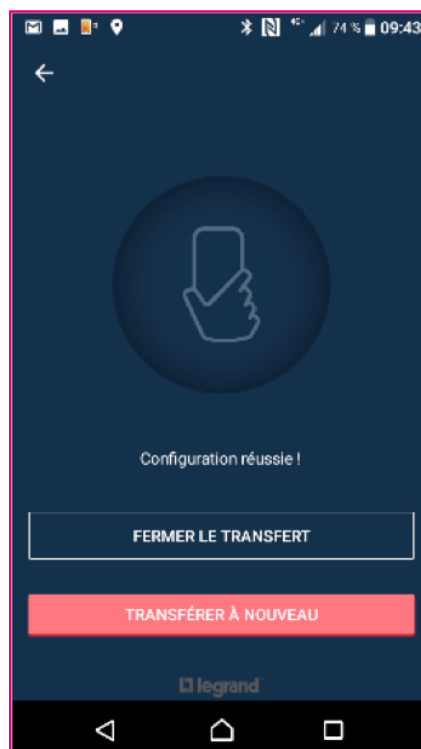 74 % 09:43
Configuration réussie !
FERMER LE TRANSFERT
TRANSFÉRER À NOUVEAU
legrand